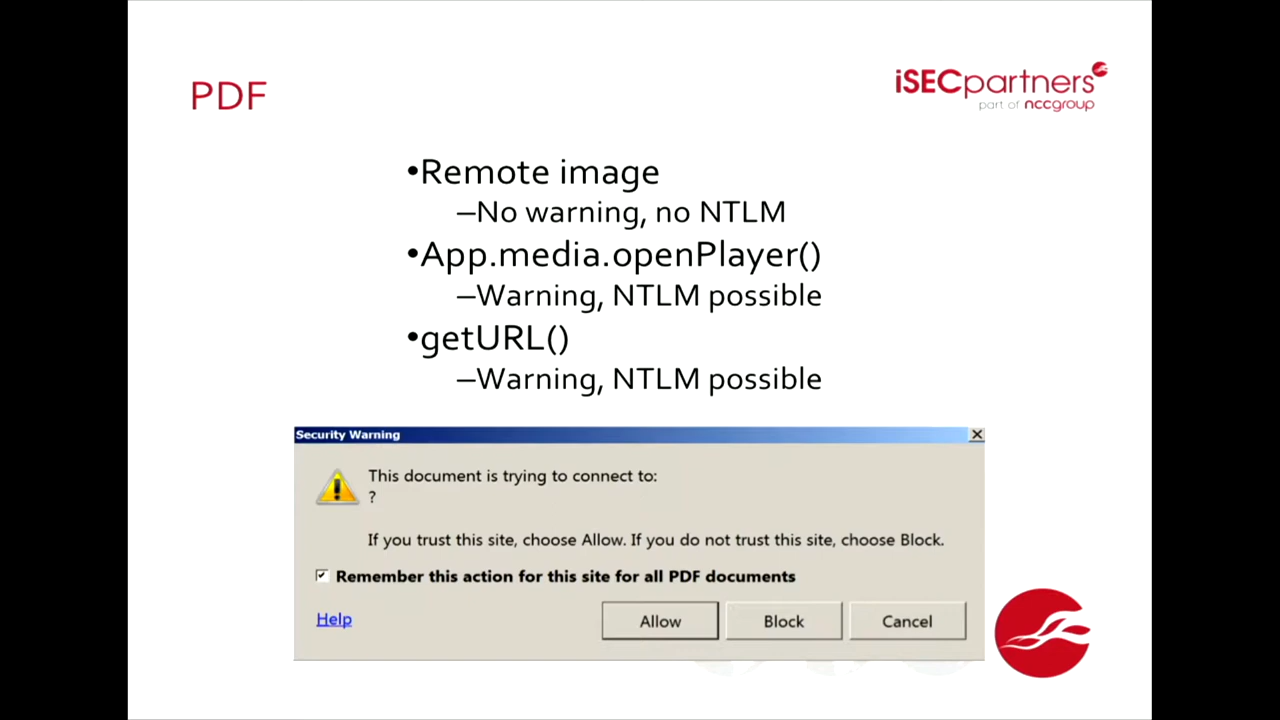 PDF
iSECpartners
part of nccgroup
•Remote image
–No warning, no NTLM
•App.media.openPlayer()
–Warning, NTLM possible
•getURL()
–Warning, NTLM possible
Security Warning
This document is trying to connect to:
?
If you trust this site, choose Allow. If you do not trust this site, choose Block.
Remember this action for this site for all PDF documents
Help
Allow
Block
Cancel